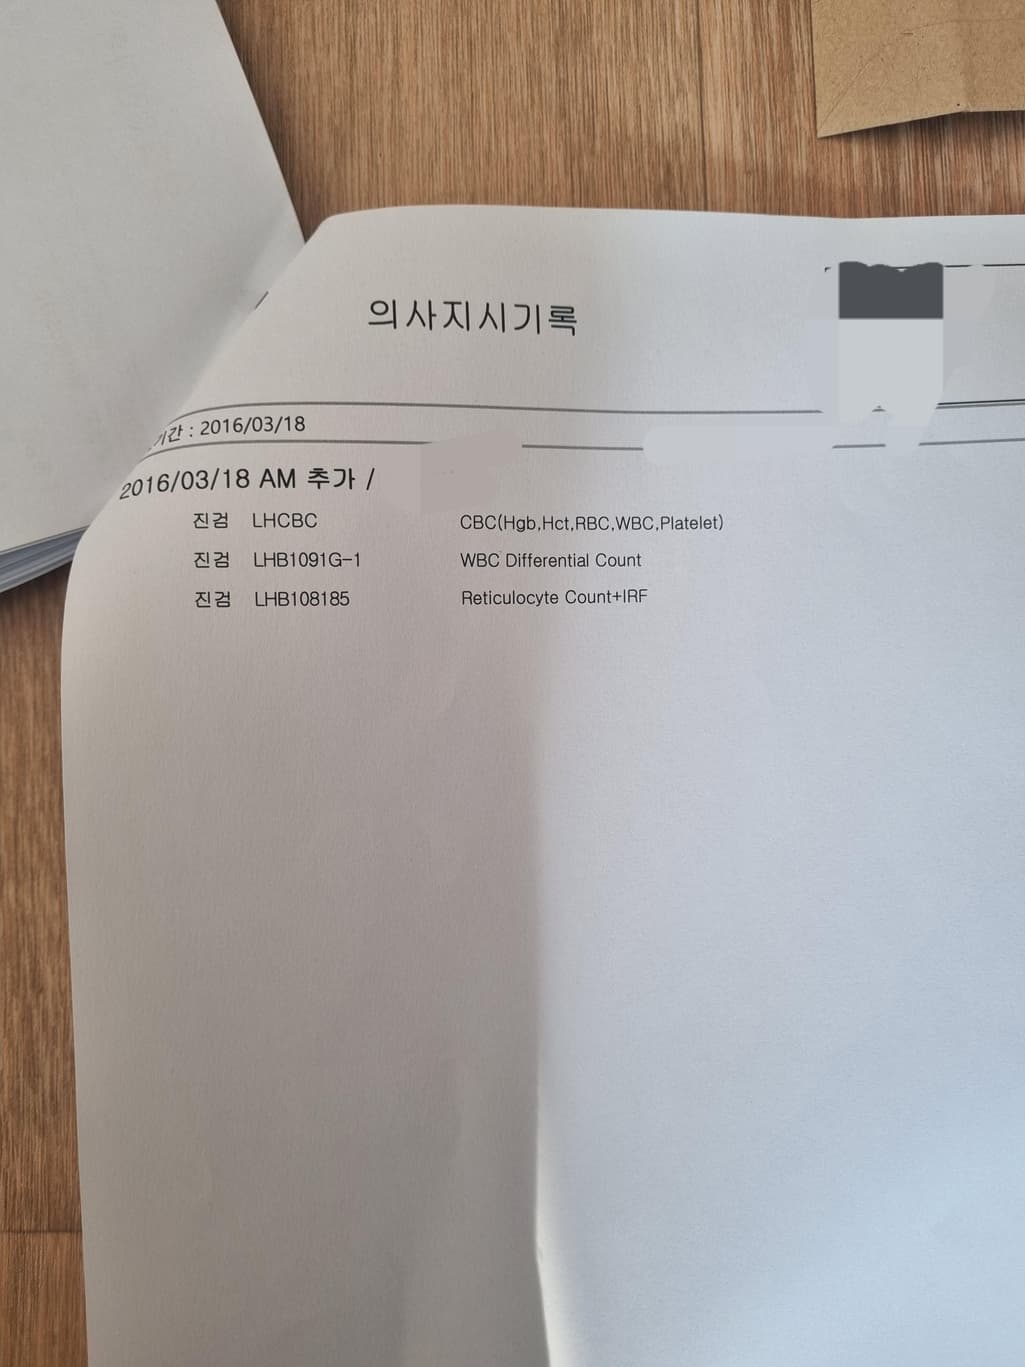 의사지시기록
기간 : 2016/03/18
2016/03/18 AM 추가 /
진검 LHCBC CBC(Hgb,Hct,RBC,WBC,Platelet)
진검 LHB1091G-1 WBC Differential Count
진검 LHB108185 Reticulocyte Count+IRF